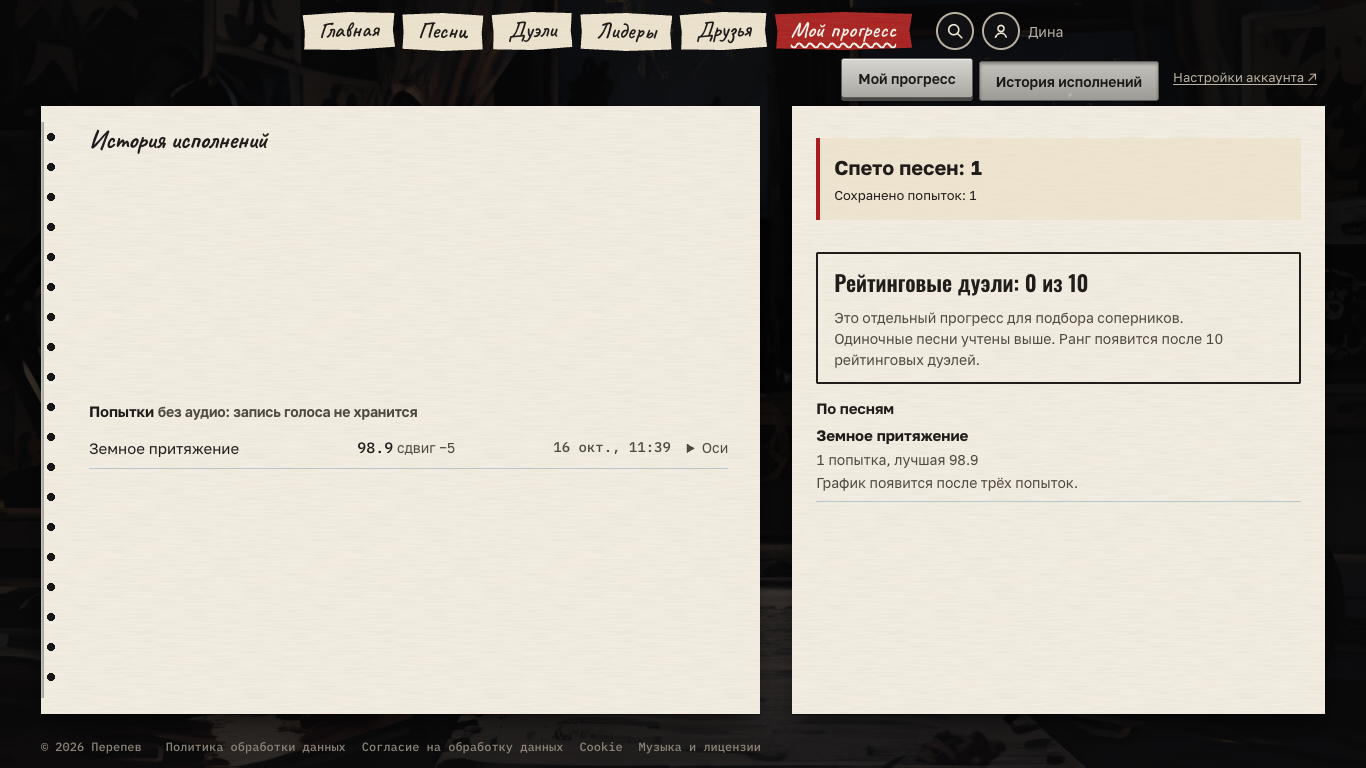 Главная Песни Дуэли Лидеры Друзья Мой прогресс Дина
Мой прогресс История исполнений Настройки аккаунта ↗
История исполнений
Попытки без аудио: запись голоса не хранится
Земное притяжение 98.9 сдвиг −5 16 окт., 11:39 ▶ Оси
Спето песен: 1
Сохранено попыток: 1
Рейтинговые дуэли: 0 из 10
Это отдельный прогресс для подбора соперников.
Одиночные песни учтены выше. Ранг появится после 10
рейтинговых дуэлей.
По песням
Земное притяжение
1 попытка, лучшая 98.9
График появится после трёх попыток.
© 2026 Перепев Политика обработки данных Согласие на обработку данных Cookie Музыка и лицензии